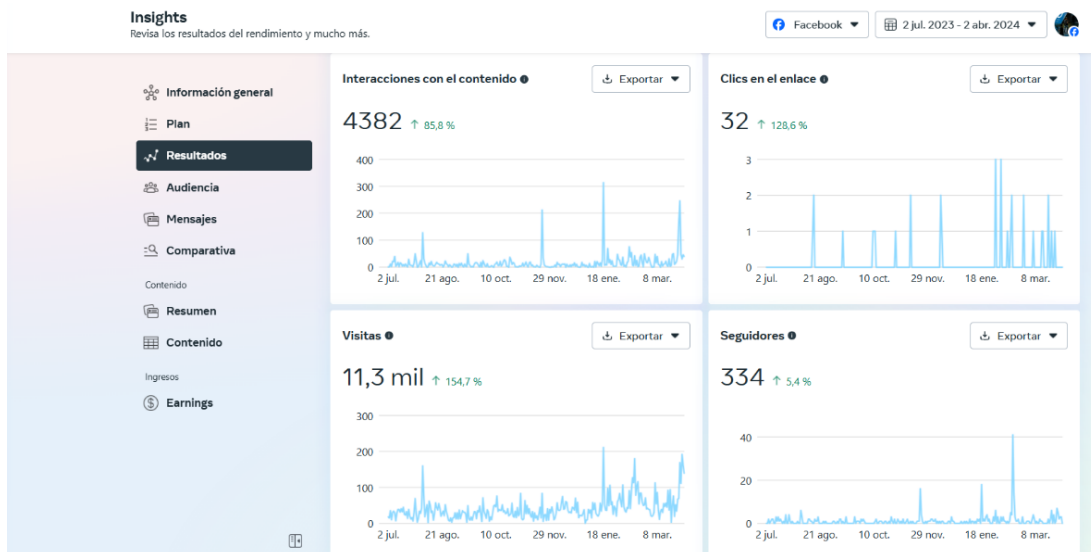 Insights
Revisa los resultados del rendimiento y mucho más.
Facebook
2 jul. 2023 - 2 abr. 2024
Información general
Plan
Resultados
Audiencia
Mensajes
Comparativa
Contenido
Resumen
Contenido
Ingresos
Earnings
Interacciones con el contenido
Exportar
4382 ↑ 85,8 %
400
300
200
100
0
2 jul. 21 ago. 10 oct. 29 nov. 18 ene. 8 mar.
Clics en el enlace
Exportar
32 ↑ 128,6 %
3
2
1
0
2 jul. 21 ago. 10 oct. 29 nov. 18 ene. 8 mar.
Visitas
Exportar
11,3 mil ↑ 154,7 %
300
200
100
0
2 jul. 21 ago. 10 oct. 29 nov. 18 ene. 8 mar.
Seguidores
Exportar
334 ↑ 5,4 %
40
20
0
2 jul. 21 ago. 10 oct. 29 nov. 18 ene. 8 mar.